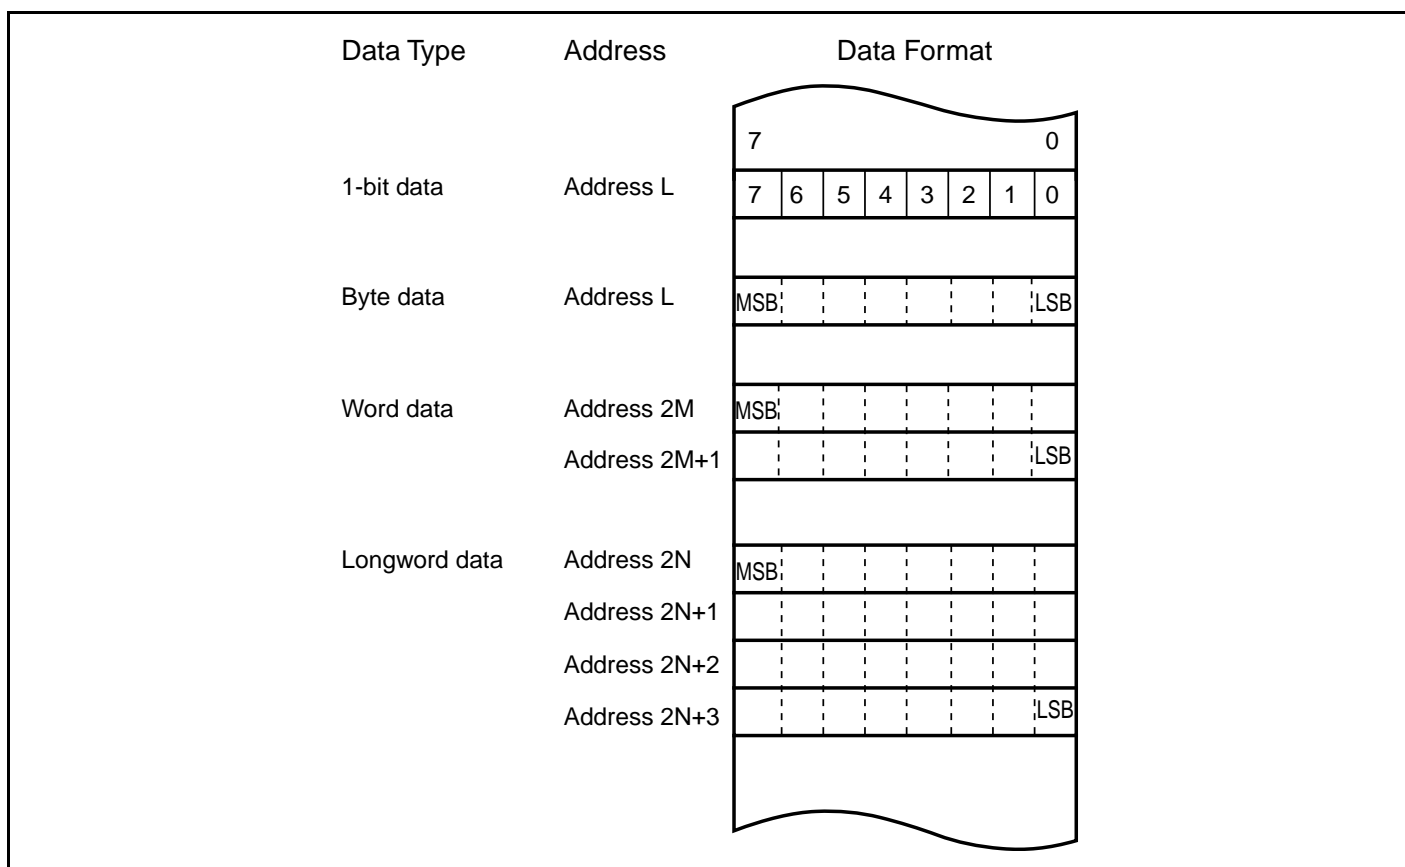 Data Type Address Data Format
7 0
1-bit data Address L 7 6 5 4 3 2 1 0
Byte data Address L MSB LSB
Word data Address 2M MSB
Address 2M+1 LSB
Longword data Address 2N MSB
Address 2N+1
Address 2N+2
Address 2N+3 LSB